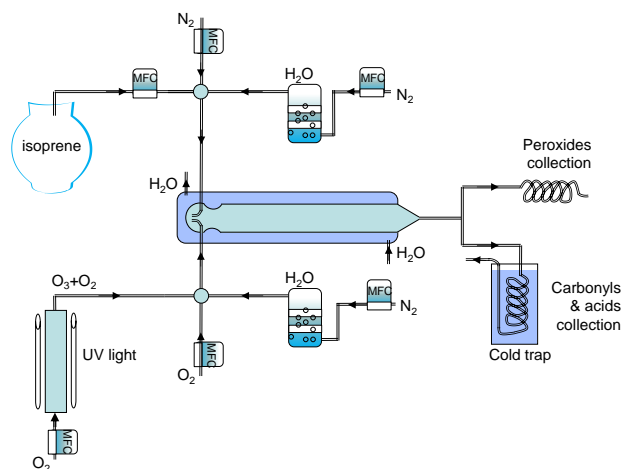 N2
MFC
MFC
H2O
MFC
N2
isoprene
H2O
Peroxides
collection
H2O
O3+O2
H2O
MFC
N2
Carbonyls
& acids
collection
UV light
MFC
O2
Cold trap
MFC
O2